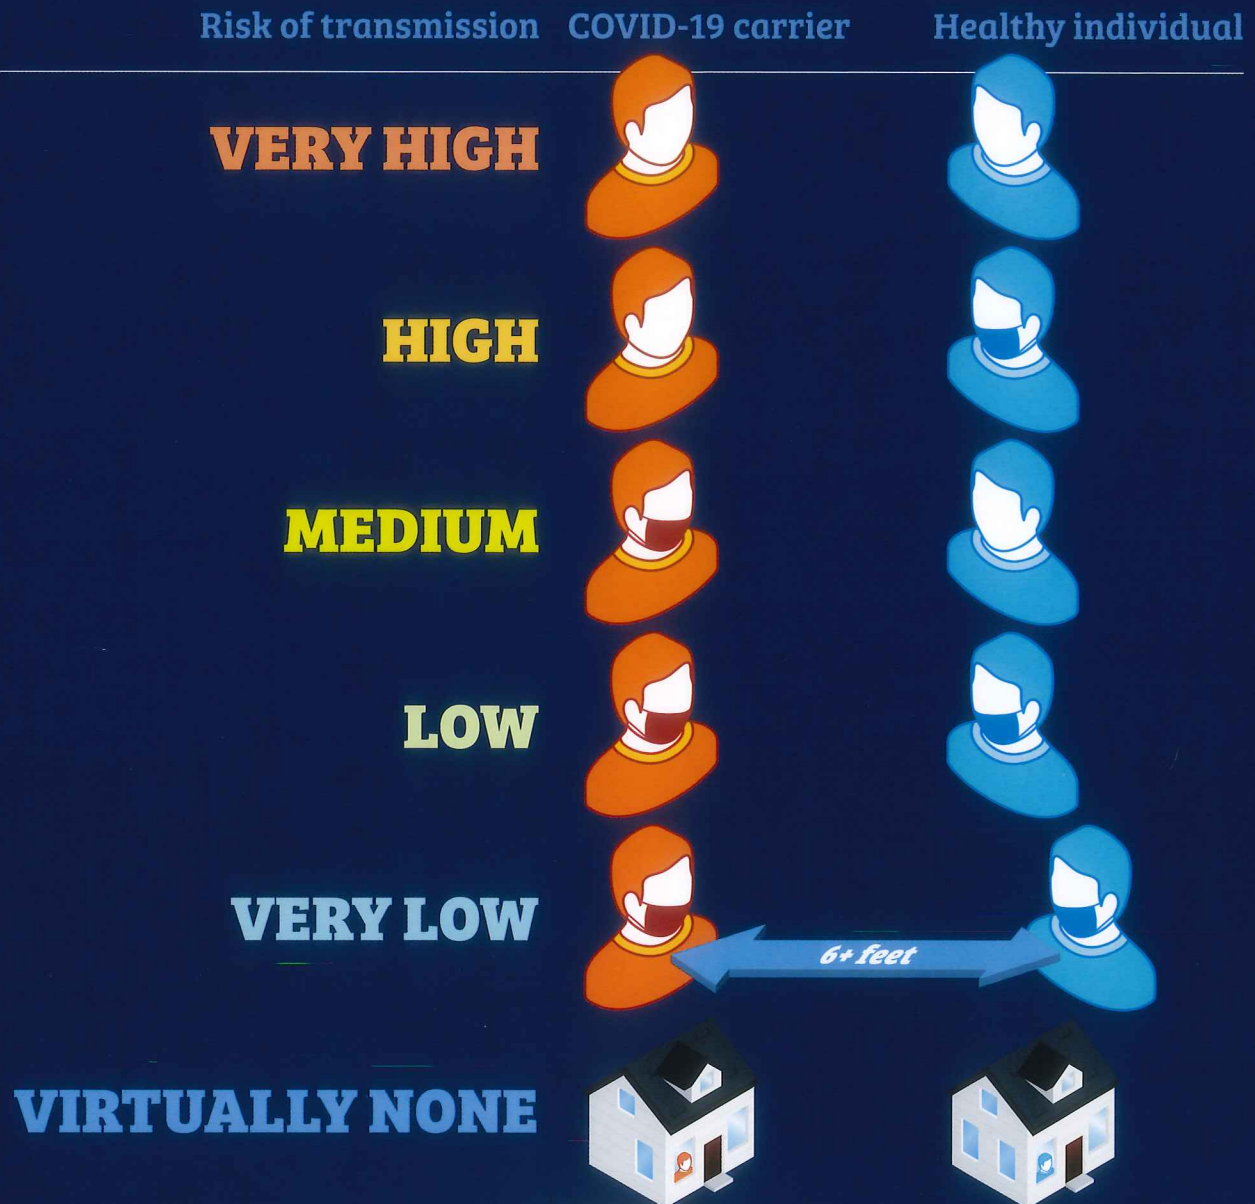 Risk of transmission COVID-19 carrier Healthy individual
VERY HIGH
HIGH
MEDIUM
LOW
VERY LOW
6+ feet
VIRTUALLY NONE